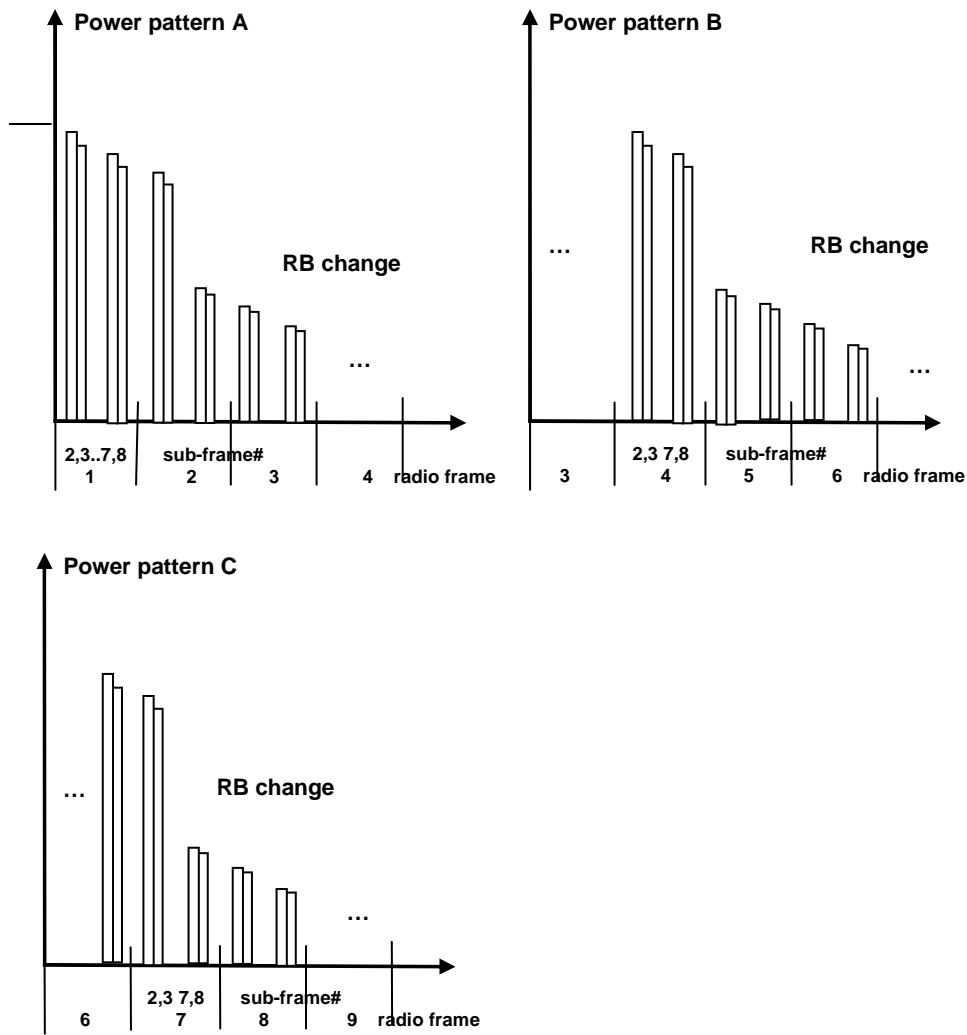 Power pattern A
RB change
...
2,3..7,8 sub-frame#
1 2 3 4 radio frame
Power pattern B
...
RB change
...
2,3 7,8 sub-frame#
3 4 5 6 radio frame
Power pattern C
...
RB change
...
2,3 7,8 sub-frame#
6 7 8 9 radio frame